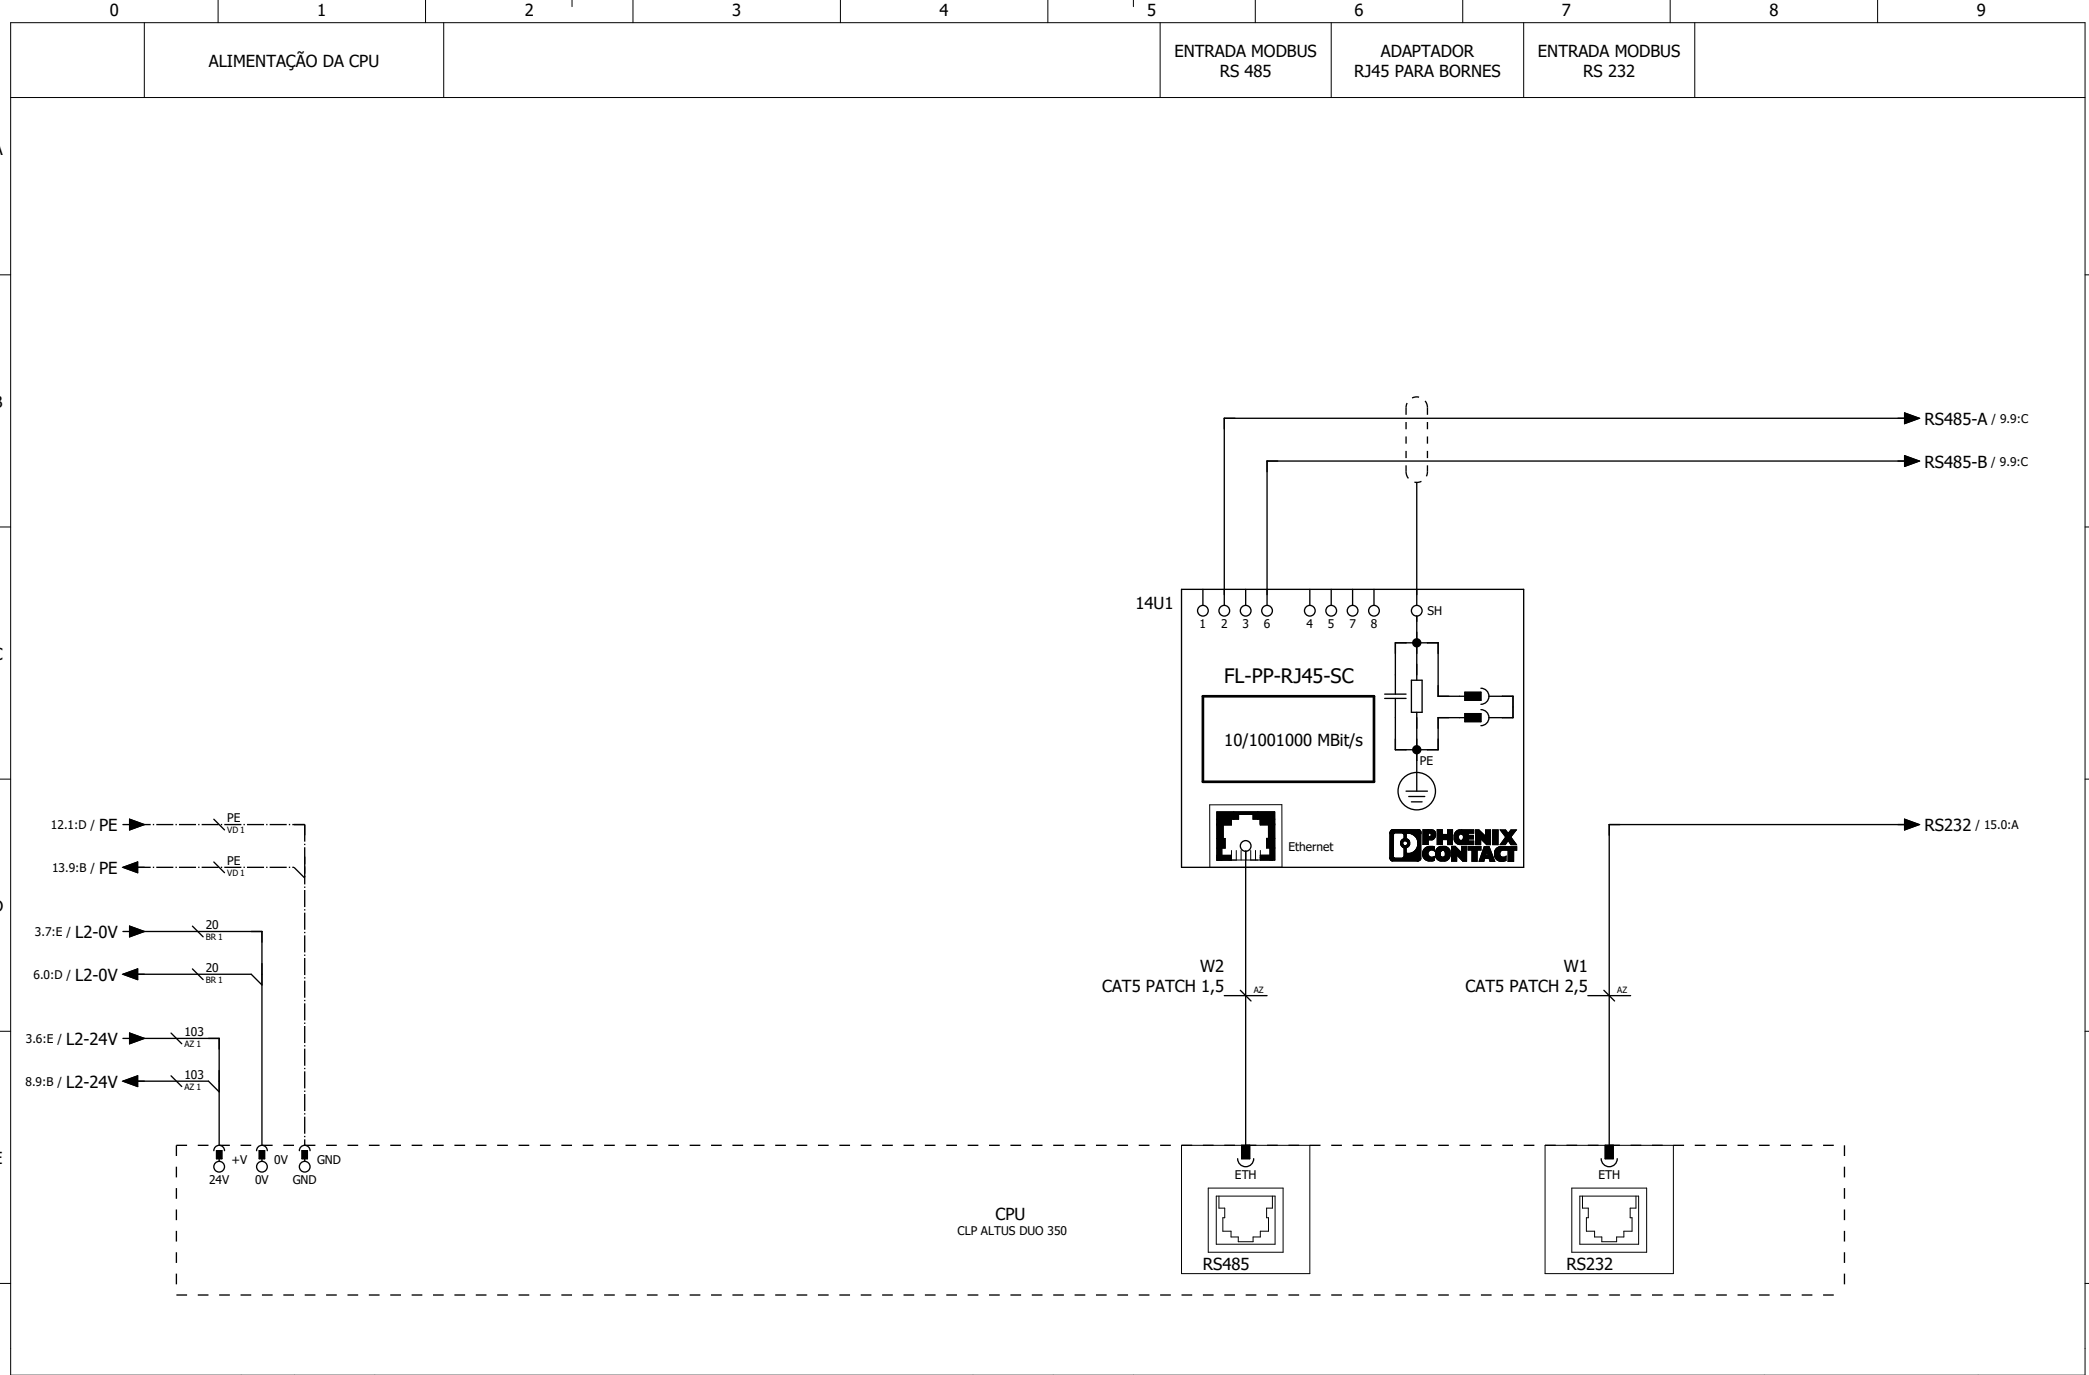 0 1 2 3 4 5 6 7 8 9
ALIMENTAÇÃO DA CPU
ENTRADA MODBUS
RS 485
ADAPTADOR
RJ45 PARA BORNES
ENTRADA MODBUS
RS 232
RS485-A / 9.9:C
RS485-B / 9.9:C
14U1
1 2 3 6 4 5 7 8 SH
FL-PP-RJ45-SC
10/1001000 MBit/s
PE
Ethernet
PHŒNIX
CONTACT
12.1:D / PE
PE
VD 1
13.9:B / PE
PE
VD 1
RS232 / 15.0:A
3.7:E / L2-0V
20
BR 1
6.0:D / L2-0V
20
BR 1
W2
CAT5 PATCH 1,5
AZ
W1
CAT5 PATCH 2,5
AZ
3.6:E / L2-24V
103
AZ 1
8.9:B / L2-24V
103
AZ 1
+V 0V GND
24V 0V GND
ETH
ETH
CPU
CLP ALTUS DUO 350
RS485
RS232